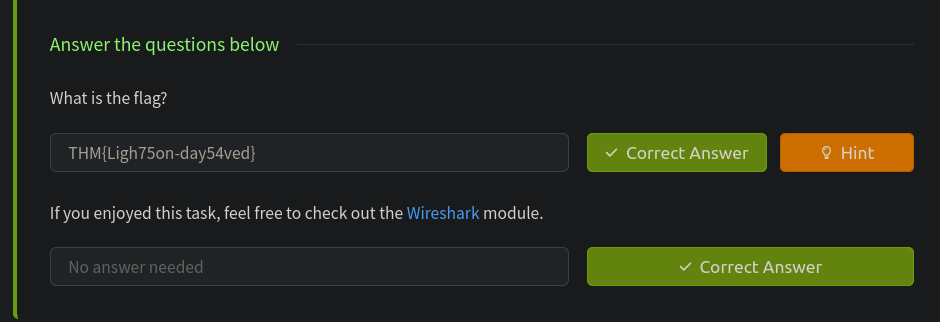 Answer the questions below
What is the flag?
THM{Ligh75on-day54ved}
Correct Answer
Hint
If you enjoyed this task, feel free to check out the Wireshark module.
No answer needed
Correct Answer